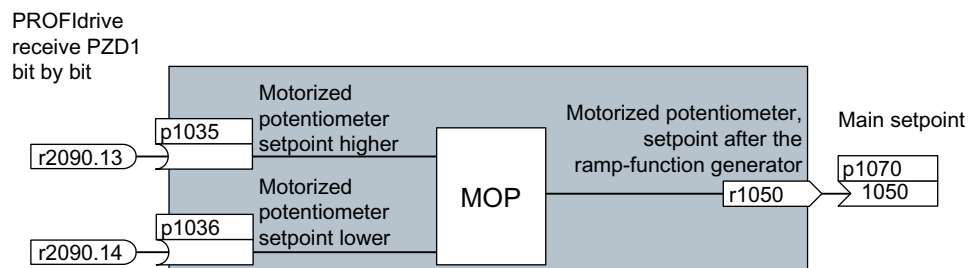 PROFIdrive
receive PZD1
bit by bit
Motorized
potentiometer
setpoint higher
p1035
r2090.13
Motorized
potentiometer
setpoint lower
p1036
r2090.14
MOP
Motorized potentiometer,
setpoint after the
ramp-function generator
r1050
Main setpoint
p1070
1050